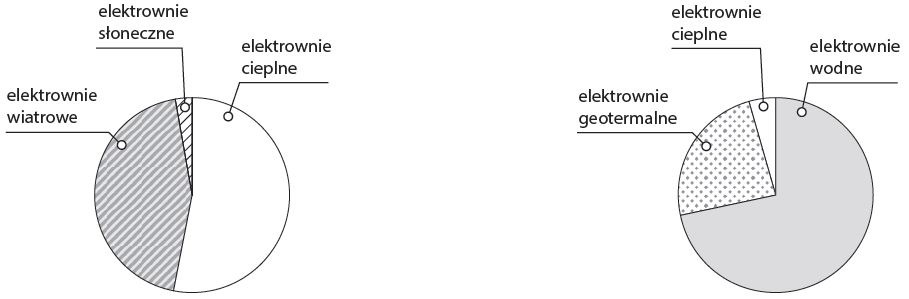 elektrownie
słoneczne
elektrownie
cieplne
elektrownie
wiatrowe
elektrownie
cieplne
elektrownie
wodne
elektrownie
geotermalne